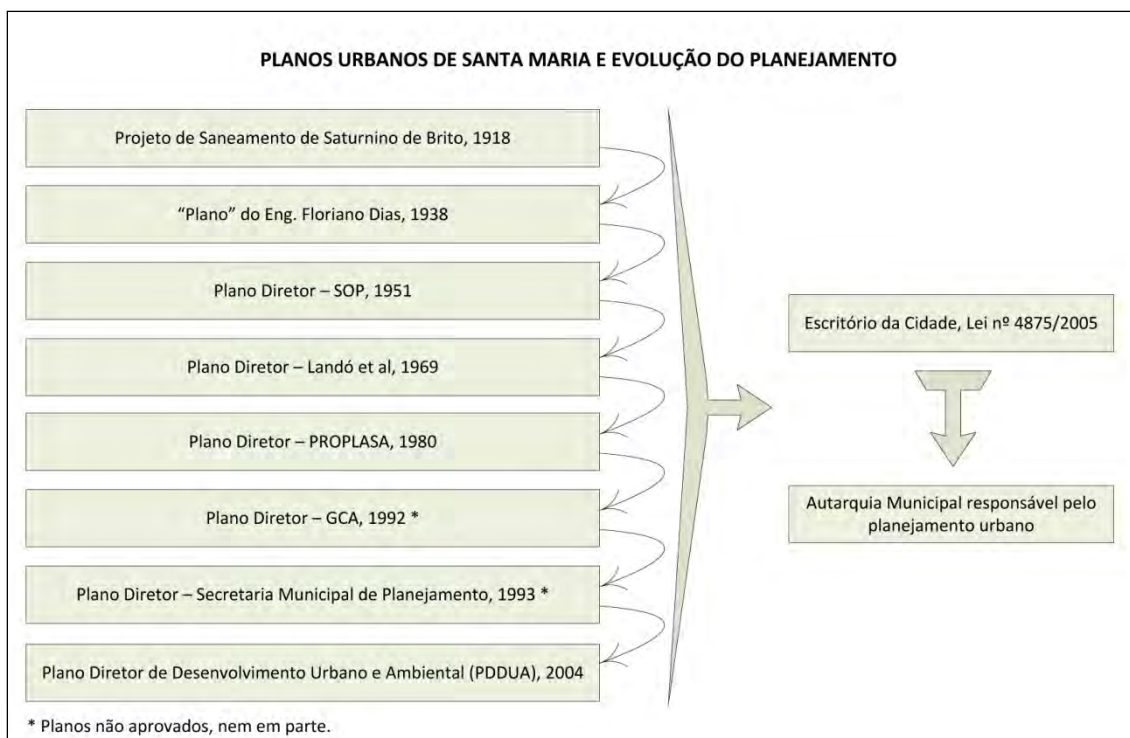 PLANOS URBANOS DE SANTA MARIA E EVOLUÇÃO DO PLANEJAMENTO
Projeto de Saneamento de Saturnino de Brito, 1918
“Plano” do Eng. Floriano Dias, 1938
Plano Diretor – SOP, 1951
Plano Diretor – Landó et al, 1969
Plano Diretor – PROPLASA, 1980
Plano Diretor – GCA, 1992 *
Plano Diretor – Secretaria Municipal de Planejamento, 1993 *
Plano Diretor de Desenvolvimento Urbano e Ambiental (PDDUA), 2004
* Planos não aprovados, nem em parte.
Escritório da Cidade, Lei nº 4875/2005
Autarquia Municipal responsável pelo
planejamento urbano